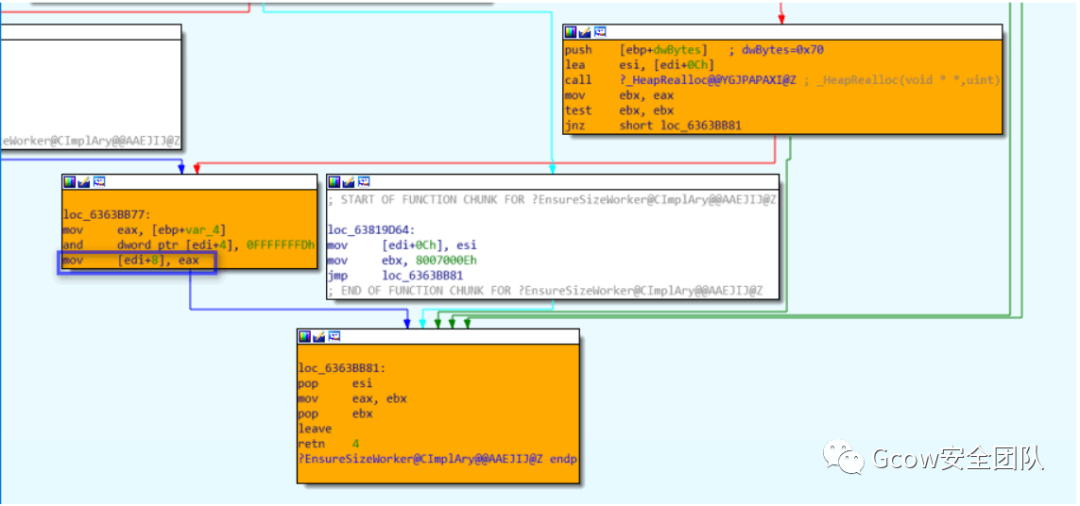 push [ebp+dwBytes] ; dwBytes=0x70
lea esi, [edi+0Ch]
call ?_HeapRealloc@@YGJPAPAXI@Z ; _HeapRealloc(void * *,uint)
mov ebx, eax
test ebx, ebx
jnz short loc_6363BB81
eWorker@CImplAry@@AAEJIJ@Z
loc_6363BB77:
mov eax, [ebp+var_4]
and dword ptr [edi+4], 0FFFFFFFDh
mov [edi+8], eax
; START OF FUNCTION CHUNK FOR ?EnsureSizeWorker@CImplAry@@AAEJIJ@Z
loc_63819D64:
mov [edi+0Ch], esi
mov ebx, 8007000Eh
jmp loc_6363BB81
; END OF FUNCTION CHUNK FOR ?EnsureSizeWorker@CImplAry@@AAEJIJ@Z
loc_6363BB81:
pop esi
mov eax, ebx
pop ebx
leave
retn 4
?EnsureSizeWorker@CImplAry@@AAEJIJ@Z endp
Gcow安全团队